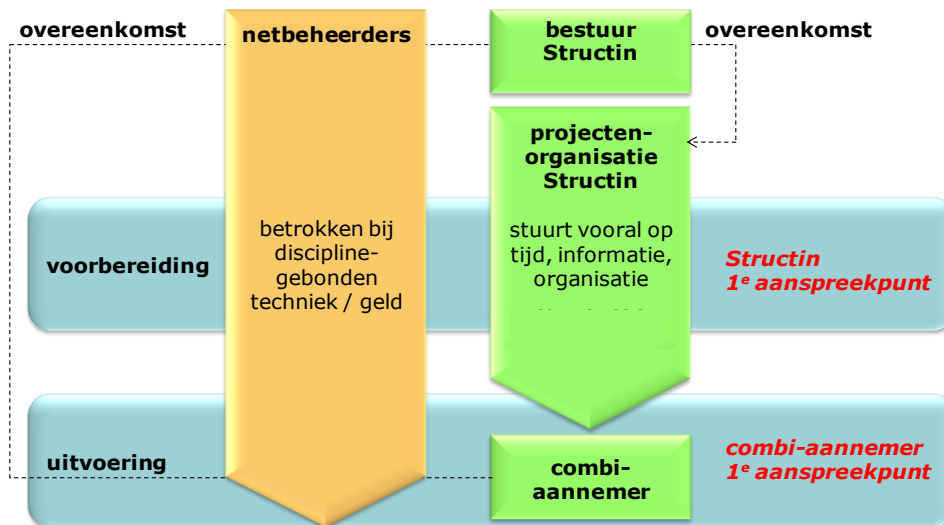 overeenkomst
netbeheerders
bestuur
Structin
overeenkomst
projecten-
organisatie
Structin
voorbereiding
betrokken bij
discipline-
gebonden
techniek / geld
stuurt vooral op
tijd, informatie,
organisatie
Structin
1e aanspreekpunt
uitvoering
combi-
aannemer
combi-aannemer
1e aanspreekpunt